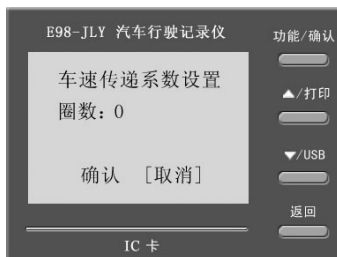 E98-JLY 汽车行驶记录仪
车速传递系数设置
圈数: 0
确认 [取消]
IC 卡
功能/确认
▲/打印
▼/USB
返回